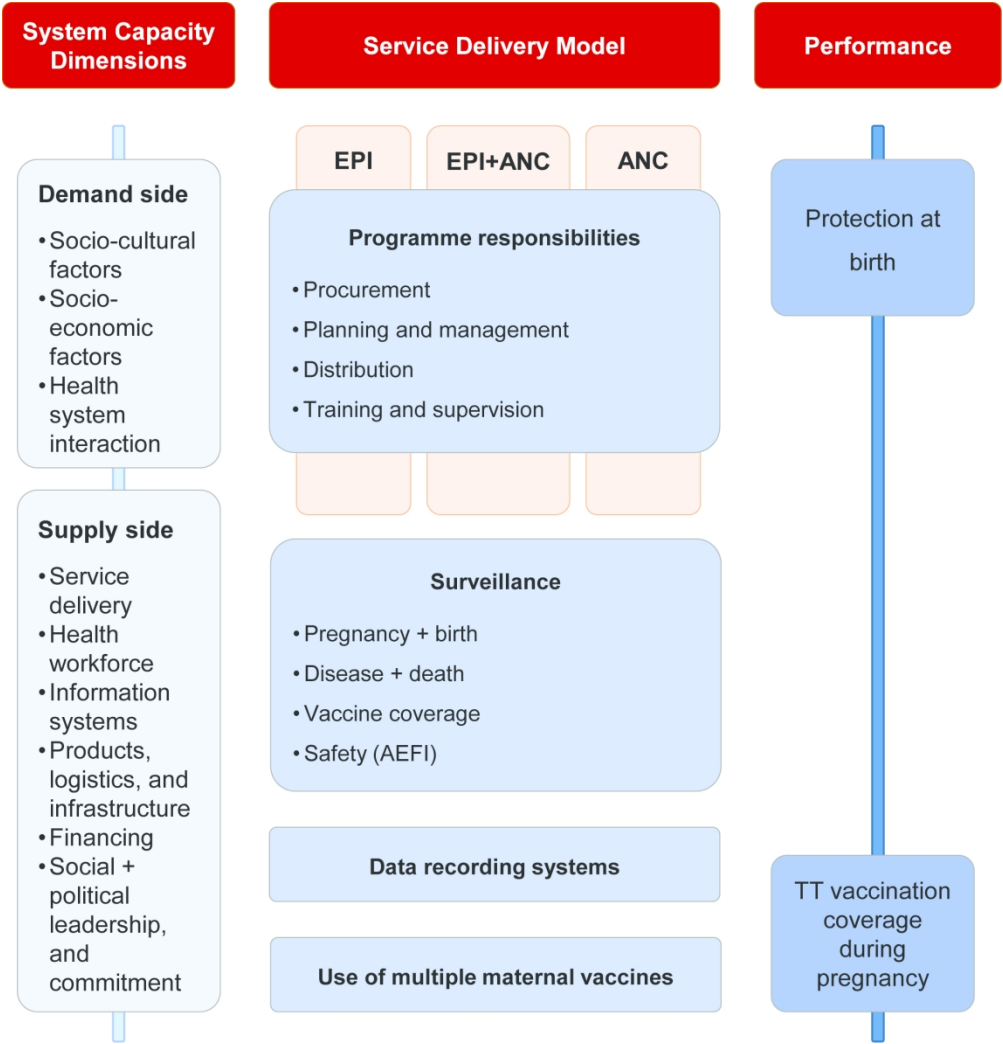 System Capacity
Dimensions
Service Delivery Model
Performance
Demand side
•Socio-cultural
factors
•Socio-
economic
factors
•Health
system
interaction
Supply side
•Service
delivery
•Health
workforce
•Information
systems
•Products,
logistics, and
infrastructure
•Financing
•Social +
political
leadership,
and
commitment
EPI
EPI+ANC
ANC
Programme responsibilities
•Procurement
•Planning and management
•Distribution
•Training and supervision
Surveillance
•Pregnancy + birth
•Disease + death
•Vaccine coverage
•Safety (AEFI)
Data recording systems
Use of multiple maternal vaccines
Protection at
birth
TT vaccination
coverage
during
pregnancy